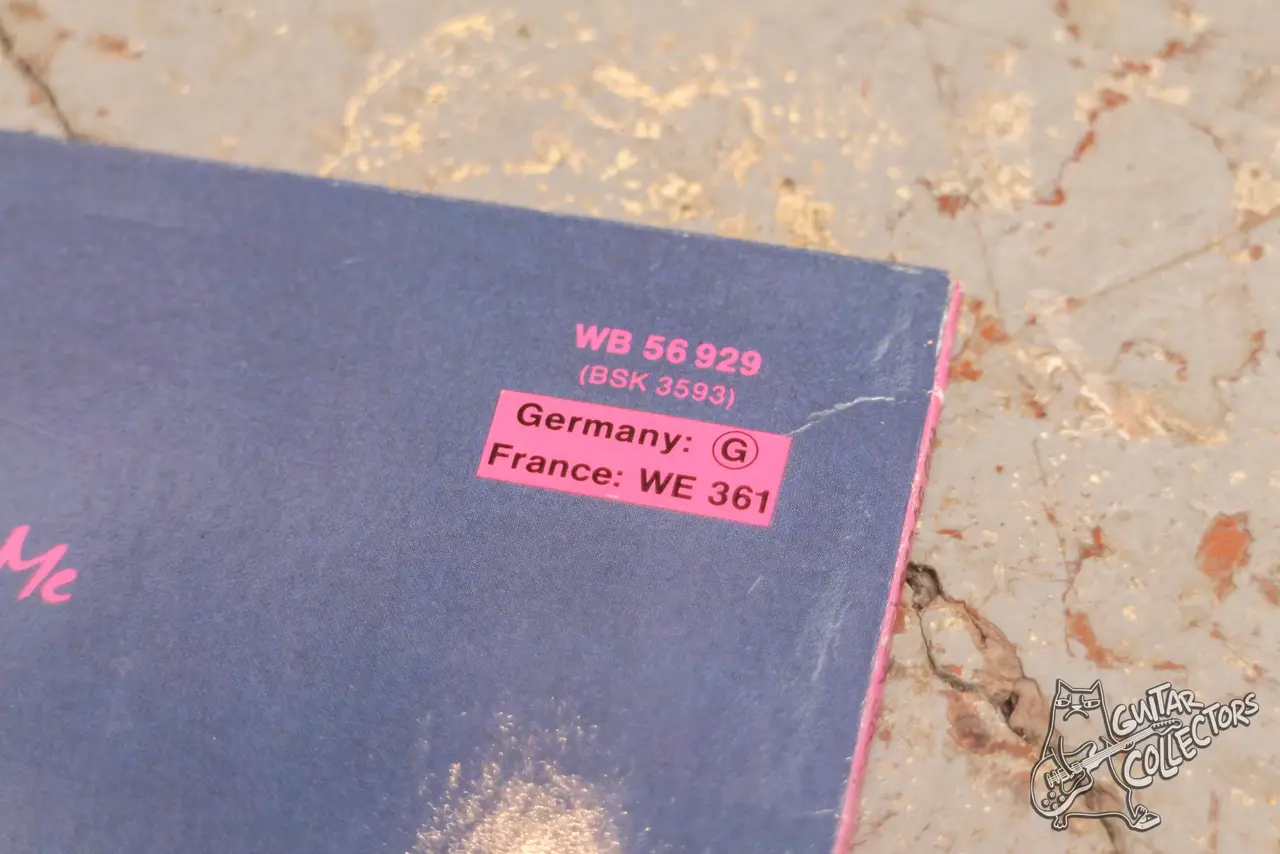 WB 56 929
(BSK 3593)
Germany: G
France: WE 361
Me
GUITAR
COLLECTORS